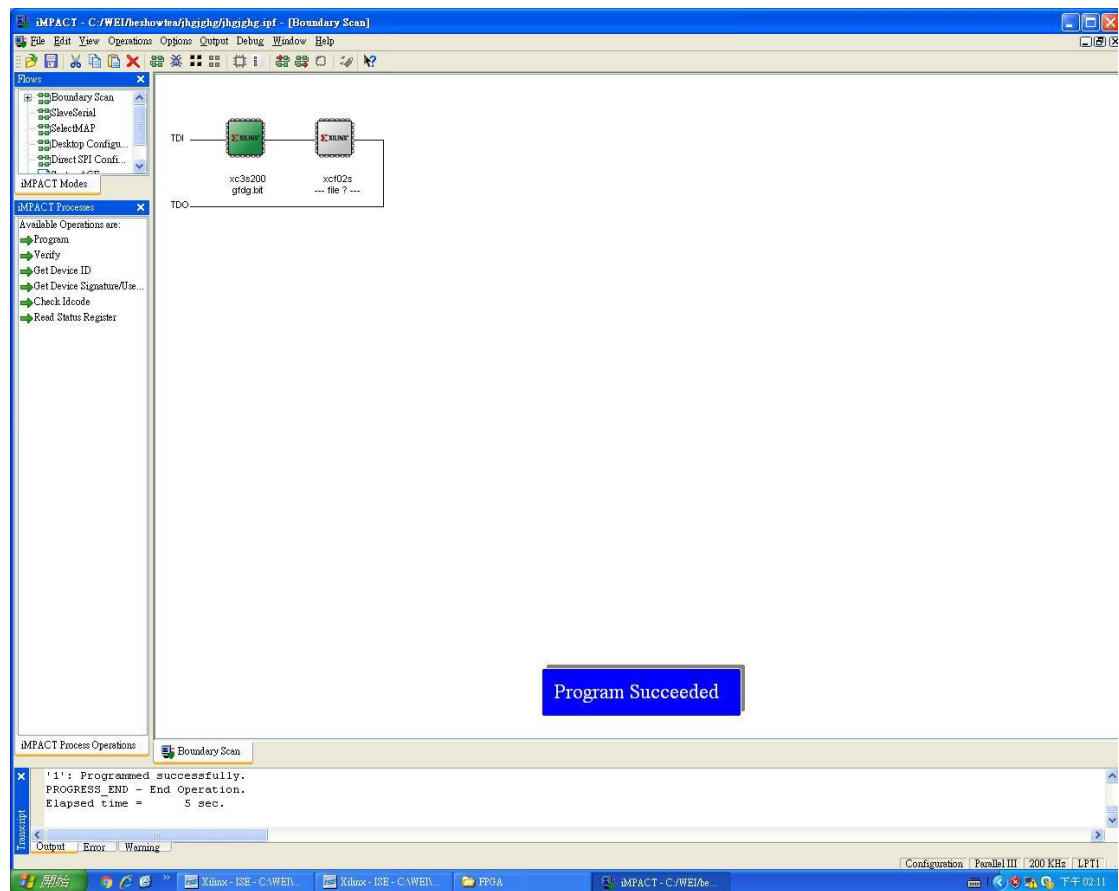 iMPACT - C:/WEI/beshowtea/jhgjghg/jhgjghg.ipf - [Boundary Scan]
File Edit View Operations Options Output Debug Window Help
Flows
Boundary Scan
SlaveSerial
SelectMAP
Desktop Configu...
Direct SPI Confi...
iMPACT Modes
iMPACT Processes
Available Operations are:
Program
Verify
Get Device ID
Get Device Signature/Use...
Check Idcode
Read Status Register
iMPACT Process Operations
TDI
XILINX XILINX
xc3s200 xcf02s
gfdg.bit --- file ? ---
TDO
Program Succeeded
Boundary Scan
'1': Programmed successfully.
PROGRESS_END - End Operation.
Elapsed time = 5 sec.
Transcript
Output Error Warning
Configuration Parallel III 200 KHz LPT1
開始 Xilinx - ISE - C:\WEI\... Xilinx - ISE - C:\WEI\... FPGA iMPACT - C:/WEI/be... 下午 02:11